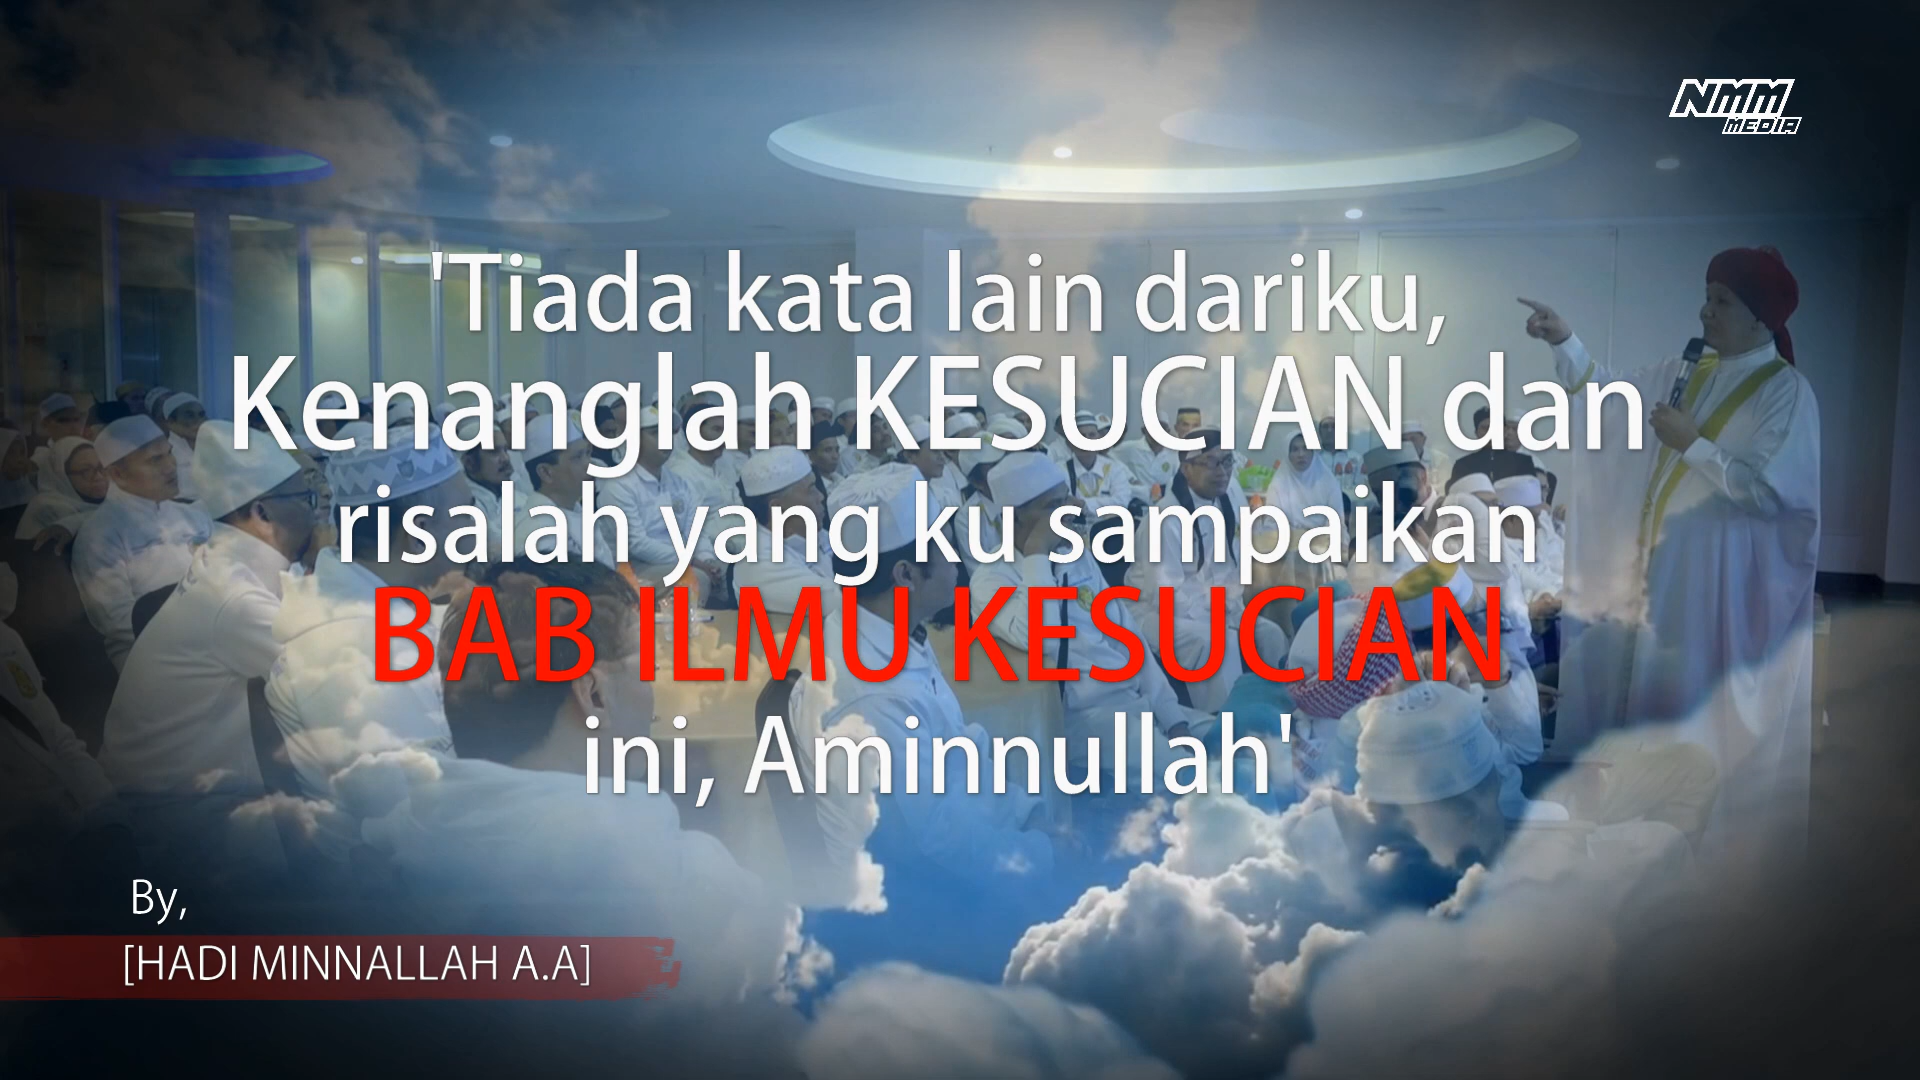 NMM
MEDIA
'Tiada kata lain dariku,
Kenanglah KESUCIAN dan
risalah yang ku sampaikan
BAB ILMU KESUCIAN
ini, Aminnullah'
By,
[HADI MINNALLAH A.A]